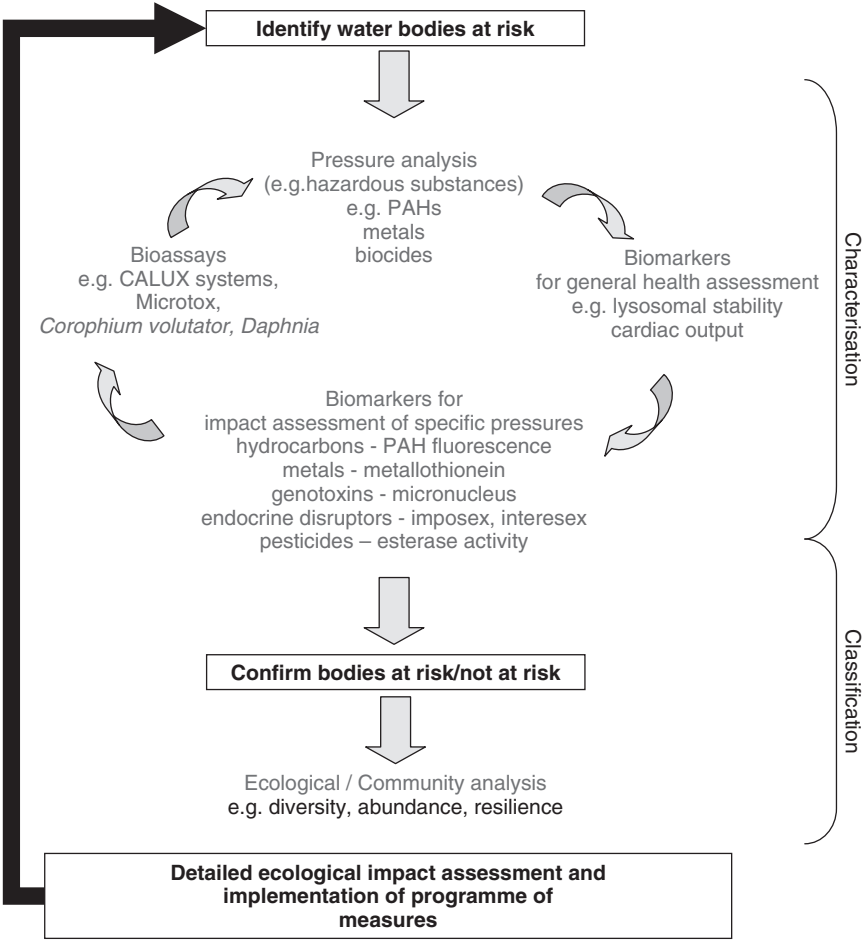 Identify water bodies at risk
Pressure analysis
(e.g.hazardous substances)
e.g. PAHs
metals
biocides
Bioassays
e.g. CALUX systems,
Microtox,
Corophium volutator, Daphnia
Biomarkers
for general health assessment
e.g. lysosomal stability
cardiac output
Characterisation
Biomarkers for
impact assessment of specific pressures
hydrocarbons - PAH fluorescence
metals - metallothionein
genotoxins - micronucleus
endocrine disruptors - imposex, interesex
pesticides – esterase activity
Confirm bodies at risk/not at risk
Classification
Ecological / Community analysis
e.g. diversity, abundance, resilience
Detailed ecological impact assessment and
implementation of programme of
measures